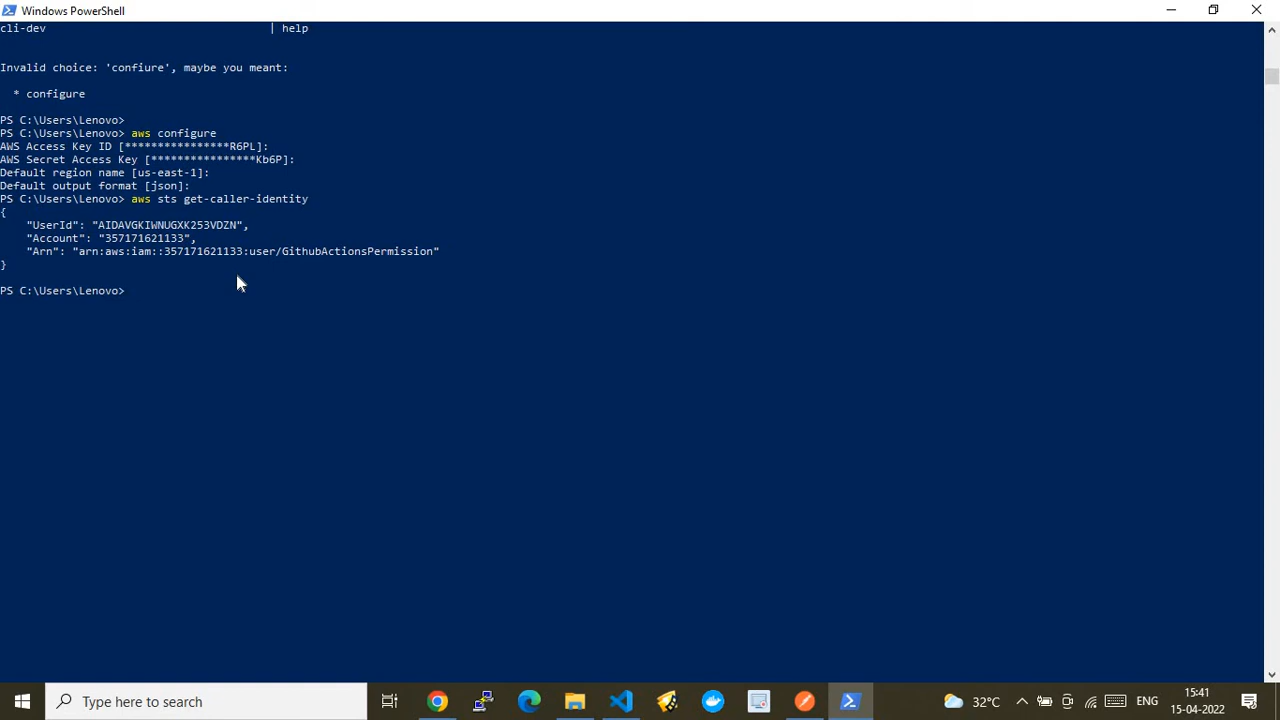 Windows PowerShell
cli-dev | help
Invalid choice: 'confiure', maybe you meant:
* configure
PS C:\Users\Lenovo>
PS C:\Users\Lenovo> aws configure
AWS Access Key ID [****************R6PL]:
AWS Secret Access Key [****************Kb6P]:
Default region name [us-east-1]:
Default output format [json]:
PS C:\Users\Lenovo> aws sts get-caller-identity
{
"UserId": "AIDAVGKIWNUGXK253VDZN",
"Account": "357171621133",
"Arn": "arn:aws:iam::357171621133:user/GithubActionsPermission"
}
PS C:\Users\Lenovo>
Type here to search
32°C
ENG
15:41
15-04-2022